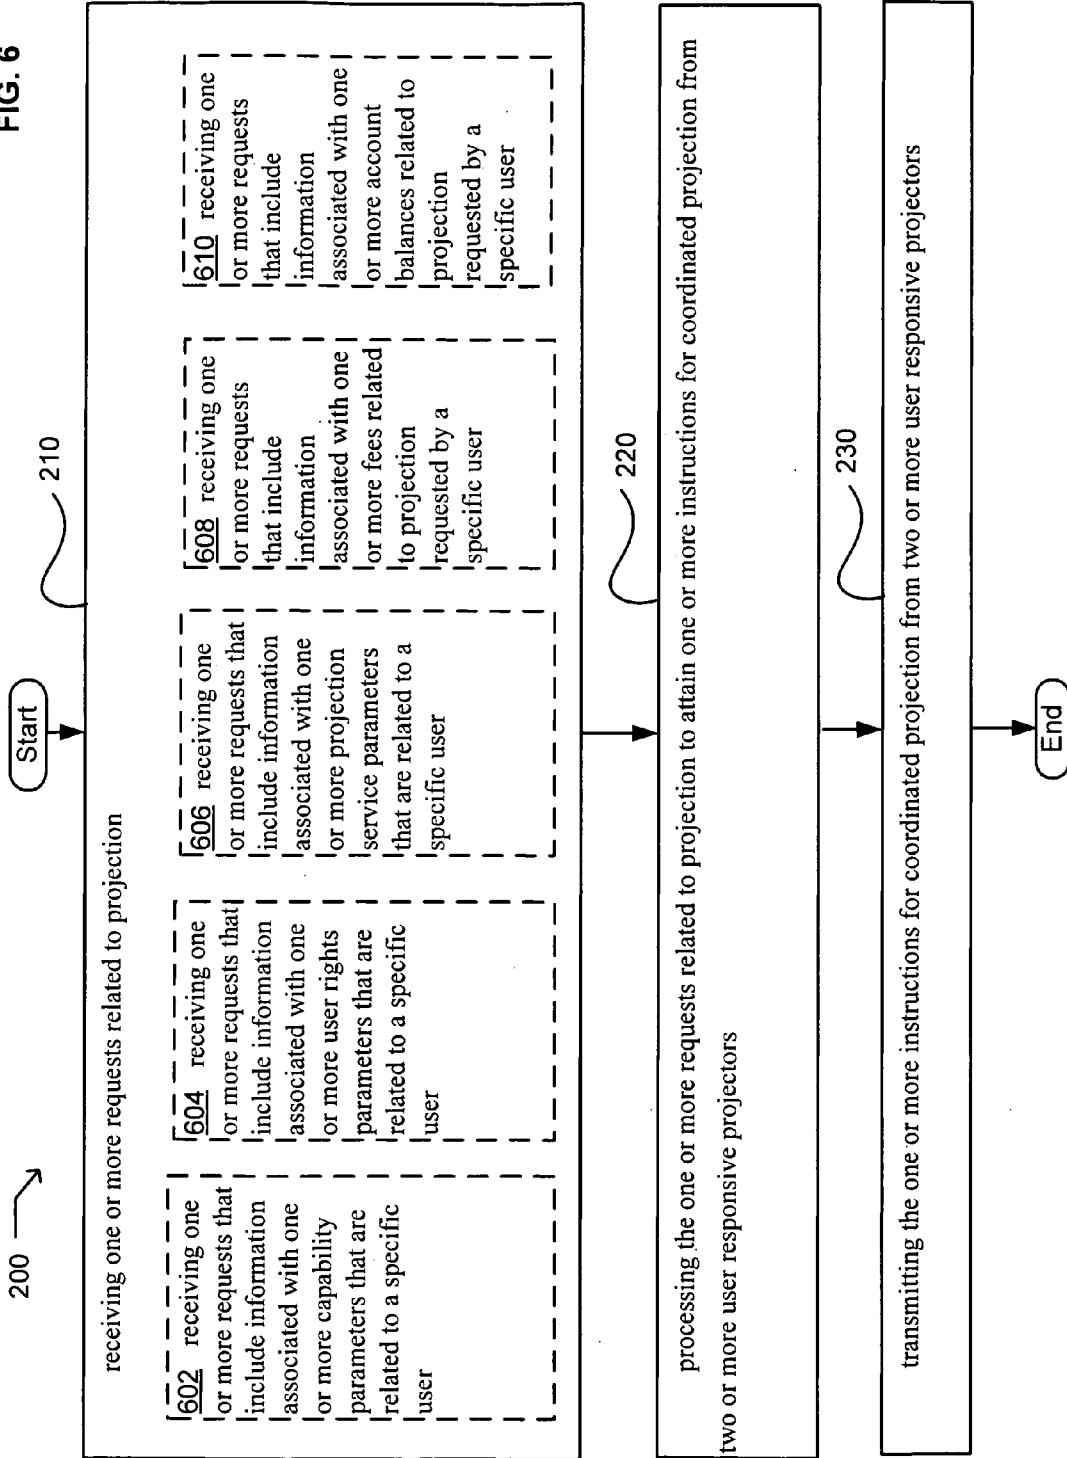 FIG. 6
200
Start
210
receiving one or more requests related to projection
602 receiving one
or more requests that
include information
associated with one
or more capability
parameters that are
related to a specific
user
604 receiving one
or more requests that
include information
associated with one
or more user rights
parameters that are
related to a specific
user
606 receiving one
or more requests that
include information
associated with one
or more projection
service parameters
that are related to a
specific user
608 receiving one
or more requests
that include
information
associated with one
or more fees related
to projection
requested by a
specific user
610 receiving one
or more requests
that include
information
associated with one
or more account
balances related to
projection
requested by a
specific user
220
processing the one or more requests related to projection to attain one or more instructions for coordinated projection from
two or more user responsive projectors
230
transmitting the one or more instructions for coordinated projection from two or more user responsive projectors
End